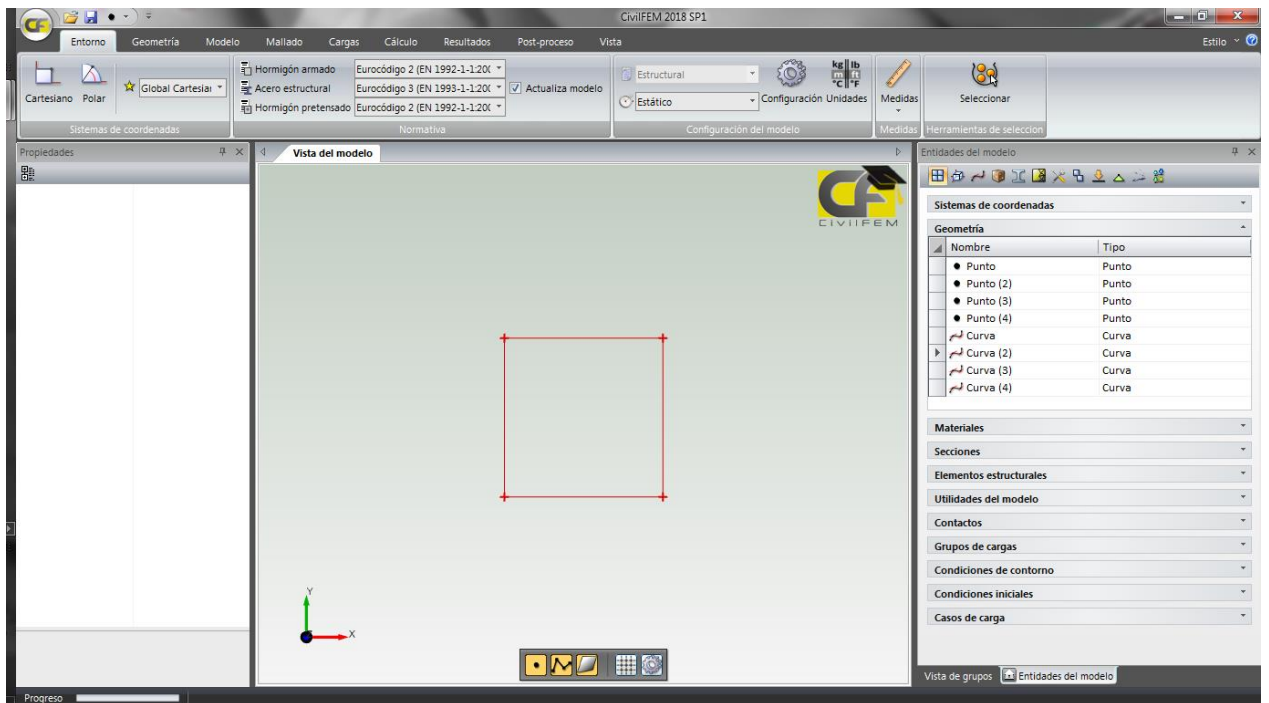 CivilFEM 2018 SP1
CF
Entorno Geometría Modelo Mallado Cargas Cálculo Resultados Post-proceso Vista Estilo
Cartesiano Polar Global Cartesiar
Sistemas de coordenadas
Hormigón armado Eurocódigo 2 (EN 1992-1-1:20(
Acero estructural Eurocódigo 3 (EN 1993-1-1:20(
Hormigón pretensado Eurocódigo 2 (EN 1992-1-1:20(
Actualiza modelo
Normativa
Estructural
Estático
Configuración Unidades
kg lb
°C °F
Configuración del modelo
Medidas
Medidas
Seleccionar
Herramientas de seleccion
Propiedades
Vista del modelo
CF
CIVILFEM
Y
X
Entidades del modelo
Sistemas de coordenadas
Geometría
Nombre Tipo
Punto Punto
Punto (2) Punto
Punto (3) Punto
Punto (4) Punto
Curva Curva
Curva (2) Curva
Curva (3) Curva
Curva (4) Curva
Materiales
Secciones
Elementos estructurales
Utilidades del modelo
Contactos
Grupos de cargas
Condiciones de contorno
Condiciones iniciales
Casos de carga
Vista de grupos Entidades del modelo
Progreso